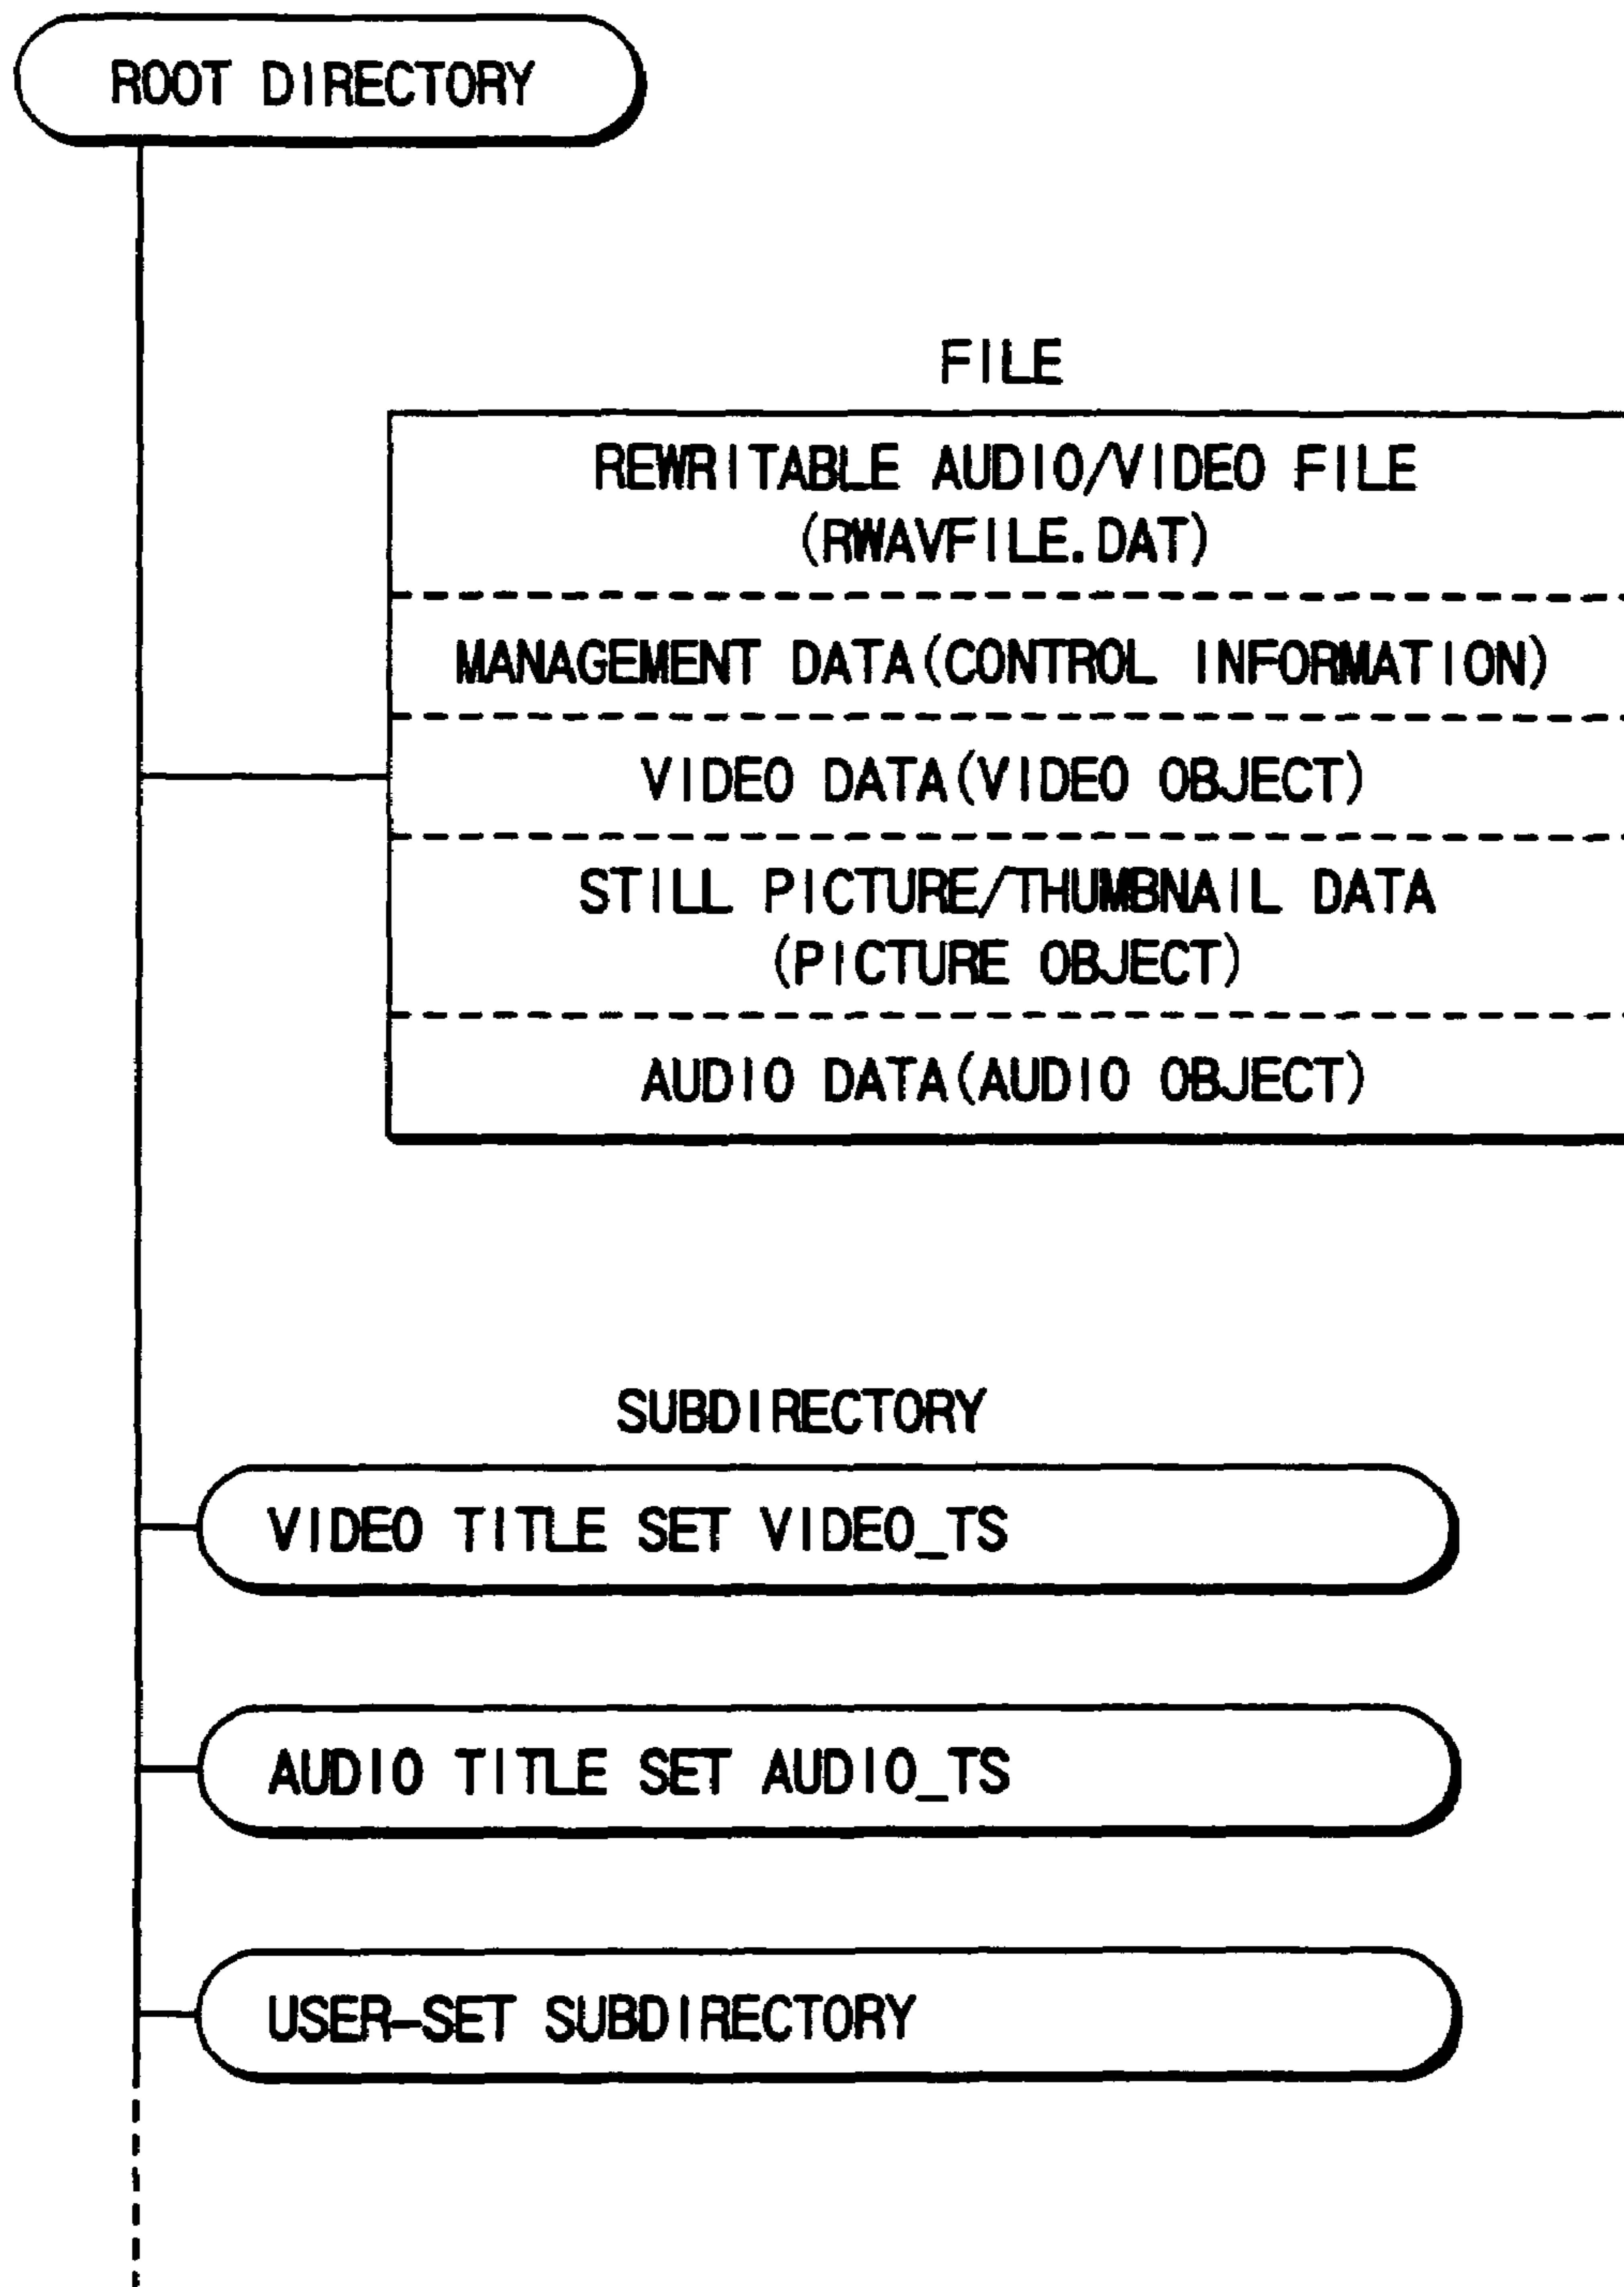 ROOT DIRECTORY
FILE
REWRITABLE AUDIO/VIDEO FILE
(RWAVFILE.DAT)
MANAGEMENT DATA(CONTROL INFORMATION)
VIDEO DATA(VIDEO OBJECT)
STILL PICTURE/THUMBNAIL DATA
(PICTURE OBJECT)
AUDIO DATA(AUDIO OBJECT)
SUBDIRECTORY
VIDEO TITLE SET VIDEO_TS
AUDIO TITLE SET AUDIO_TS
USER-SET SUBDIRECTORY